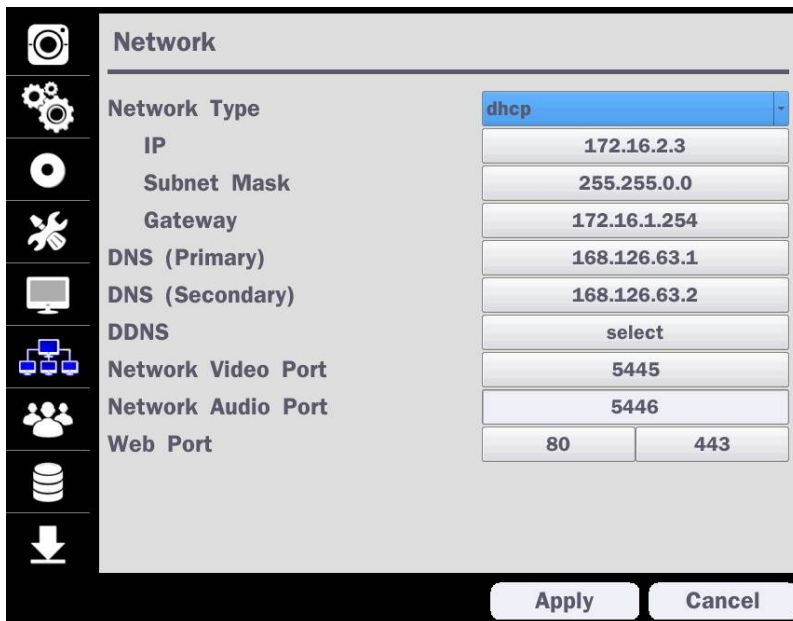 Network
Network Type dhcp
IP 172.16.2.3
Subnet Mask 255.255.0.0
Gateway 172.16.1.254
DNS (Primary) 168.126.63.1
DNS (Secondary) 168.126.63.2
DDNS select
Network Video Port 5445
Network Audio Port 5446
Web Port 80 443
Apply Cancel